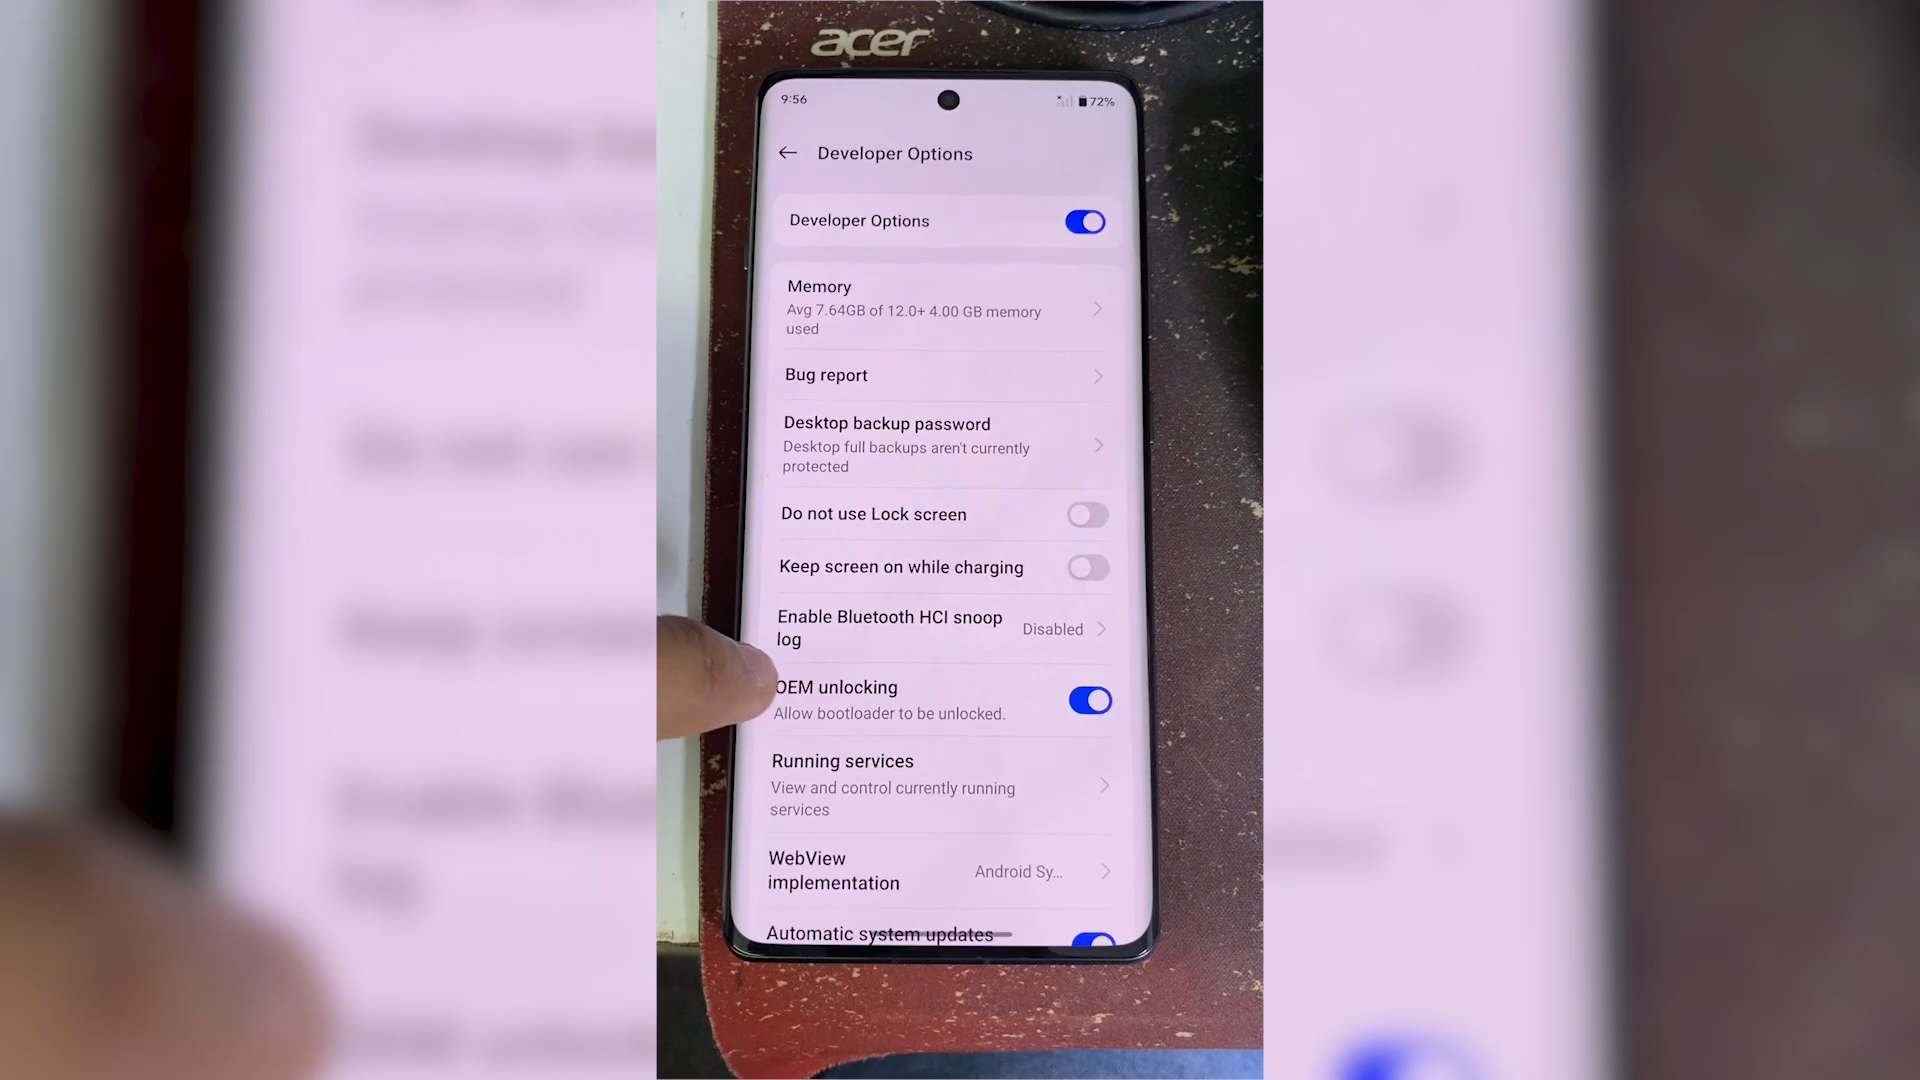 acer
9:56
72%
Developer Options
Developer Options
Memory
Avg 7.64GB of 12.0+ 4.00 GB memory
used
Bug report
Desktop backup password
Desktop full backups aren't currently
protected
Do not use Lock screen
Keep screen on while charging
Enable Bluetooth HCI snoop
log
Disabled
OEM unlocking
Allow bootloader to be unlocked.
Running services
View and control currently running
services
WebView
implementation
Android Sy...
Automatic system updates